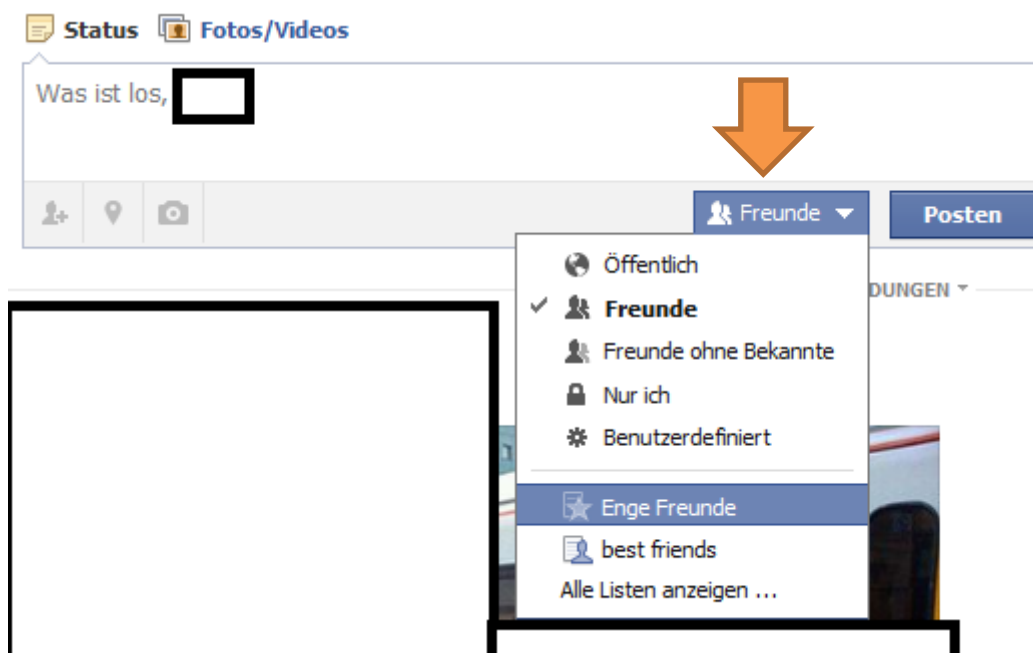 Status Fotos/Videos
Was ist los,
Freunde Posten
Öffentlich
DUNGEN
Freunde
Freunde ohne Bekannte
Nur ich
Benutzerdefiniert
Enge Freunde
best friends
Alle Listen anzeigen ...